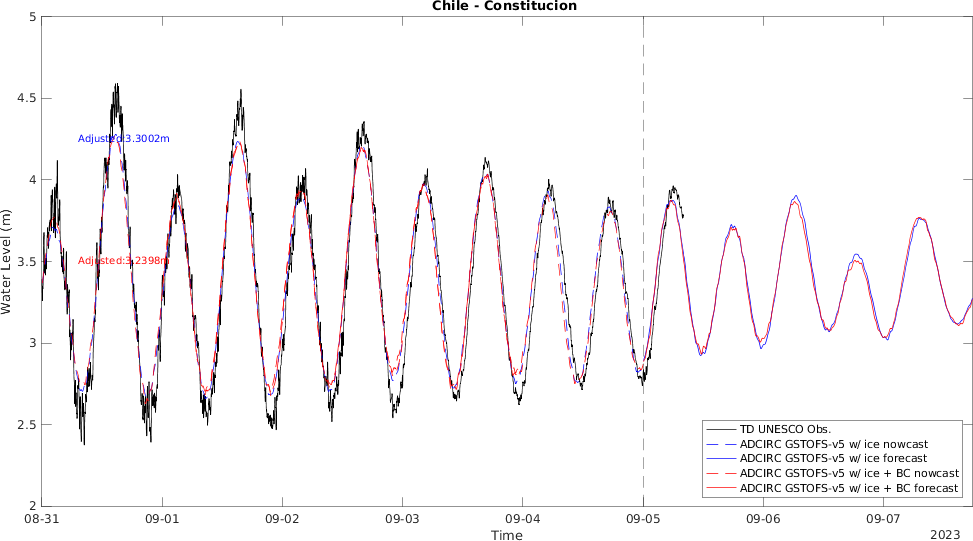 Chile - Constitucion
5
4.5
4
3.5
3
2.5
2
Water Level (m)
Adjusted:3.3002m
Adjusted:3.2398m
TD UNESCO Obs.
ADCIRC GSTOFS-v5 w/ ice nowcast
ADCIRC GSTOFS-v5 w/ ice forecast
ADCIRC GSTOFS-v5 w/ ice + BC nowcast
ADCIRC GSTOFS-v5 w/ ice + BC forecast
08-31 09-01 09-02 09-03 09-04 09-05 09-06 09-07
Time
2023